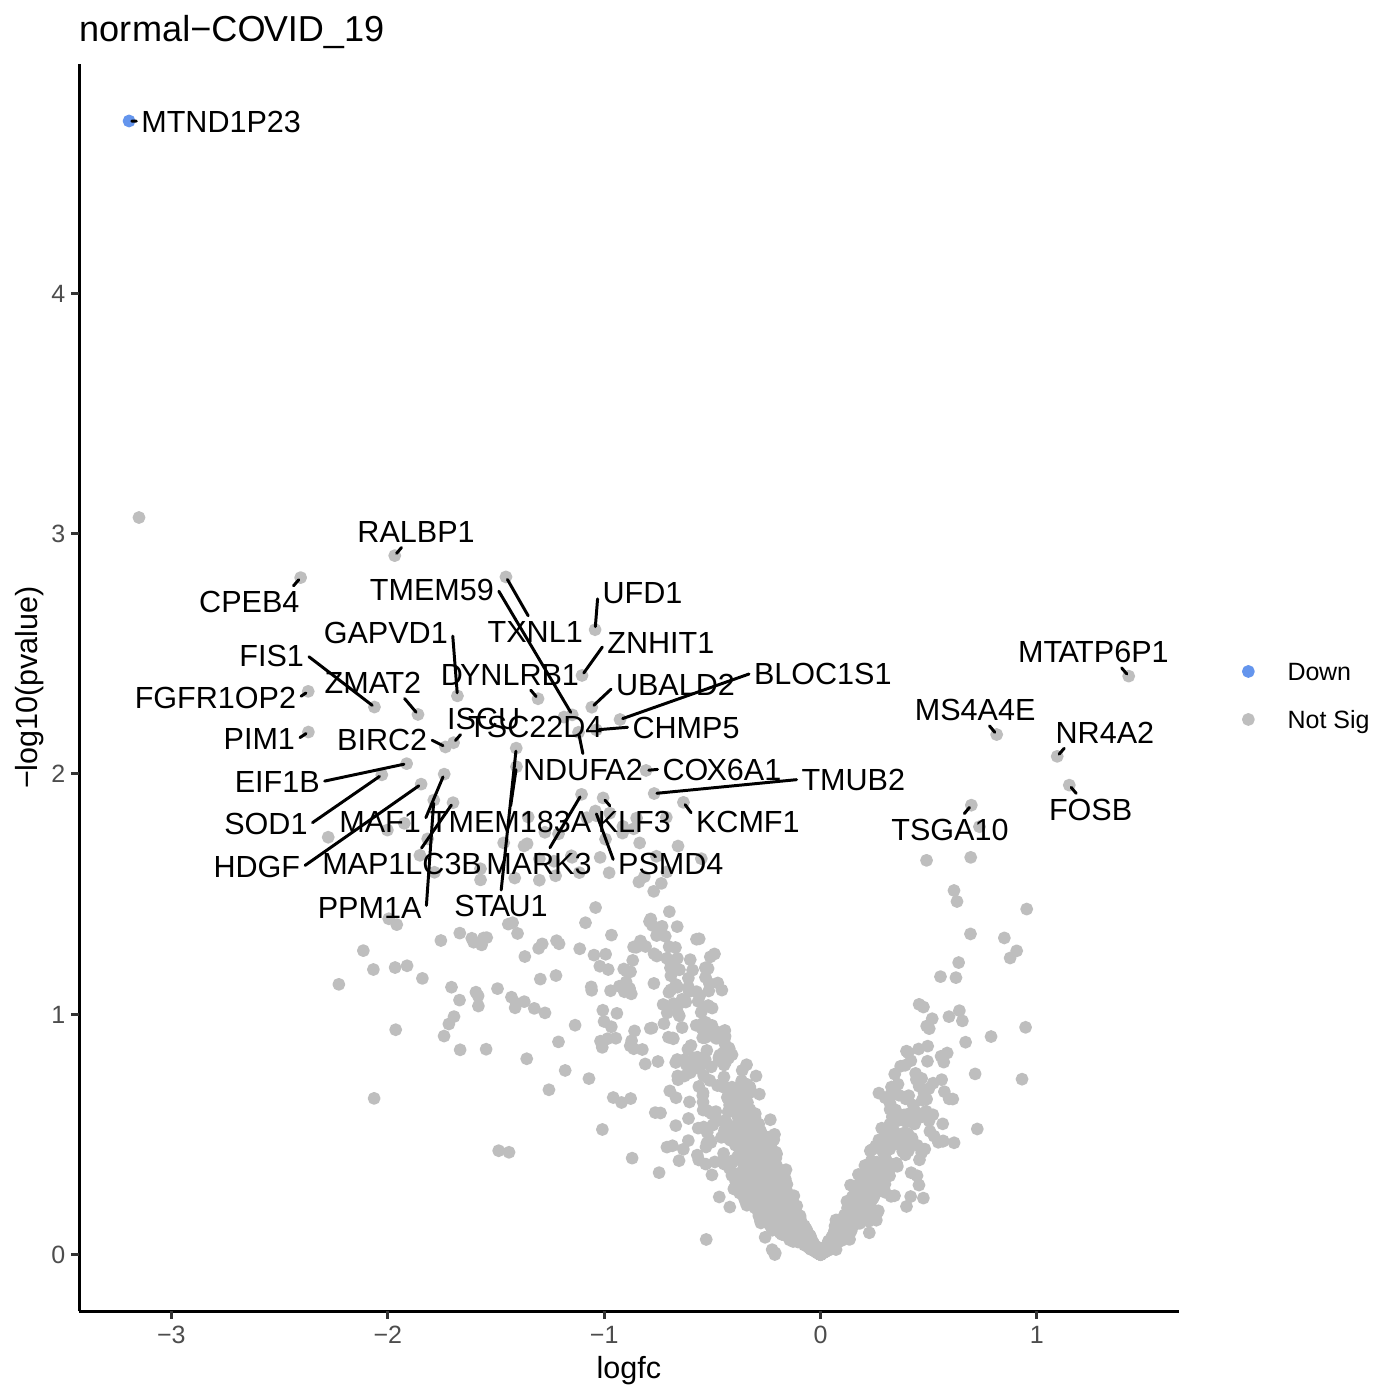 normal−COVID_19
MTND1P23
4
3
RALBP1
CPEB4
TMEM59
UFD1
GAPVD1
TXNL1
ZNHIT1
FIS1
MTATP6P1
DYNLRB1
BLOC1S1
Down
ZMAT2
UBALD2
FGFR1OP2
MS4A4E
ISCU
TSC22D4
CHMP5
Not Sig
NR4A2
PIM1
BIRC2
NDUFA2
COX6A1
TMUB2
2
EIF1B
FOSB
SOD1
MAF1
TMEM183A
KLF3
KCMF1
TSGA10
HDGF
MAP1LC3B
MARK3
PSMD4
PPM1A
STAU1
1
0
−log10(pvalue)
−3
−2
−1
0
1
logfc